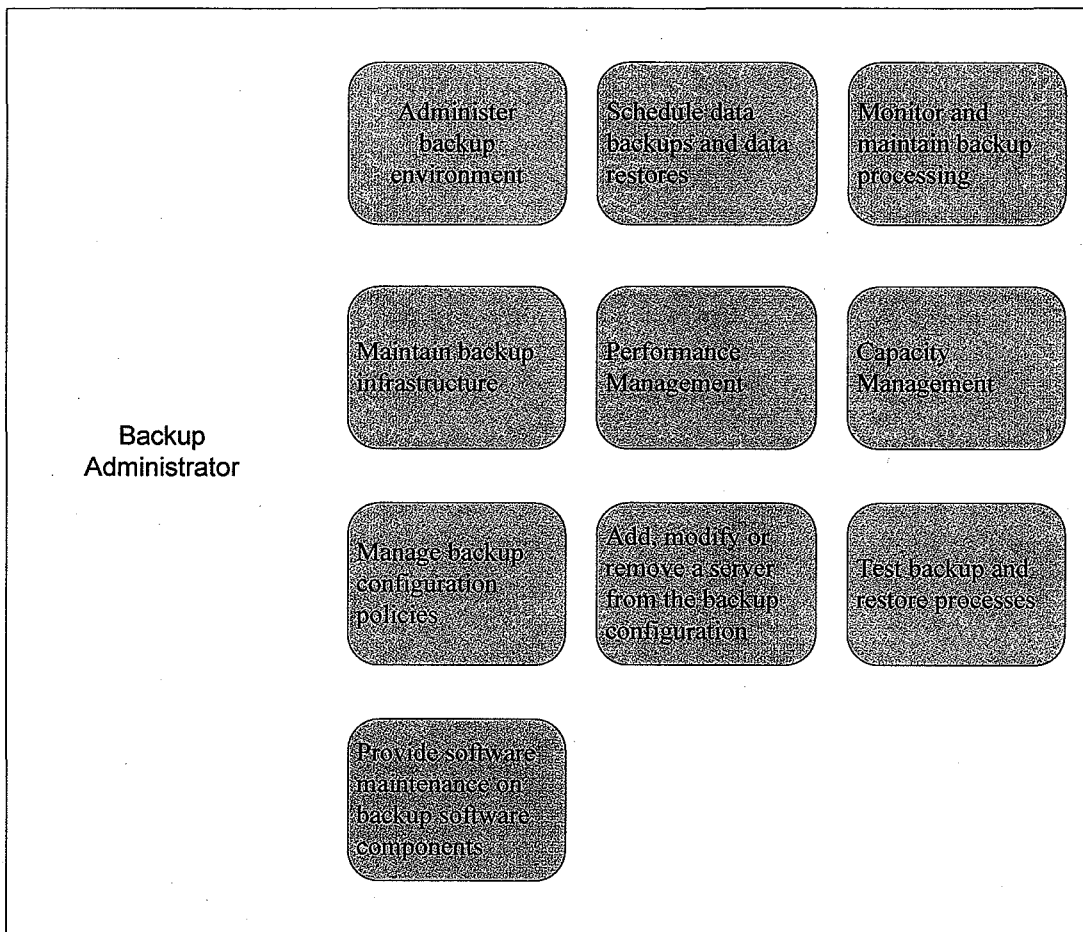 Administer
backup
environment
Schedule data
backups and data
restores
Monitor and
maintain backup
processing
Maintain backup
infrastructure
Performance
Management
Capacity
Management
Backup
Administrator
Manage backup
configuration
policies
Add, modify or
remove a server
from the backup
configuration
Test backup and
restore processes
Provide software
maintenance on
backup software
components